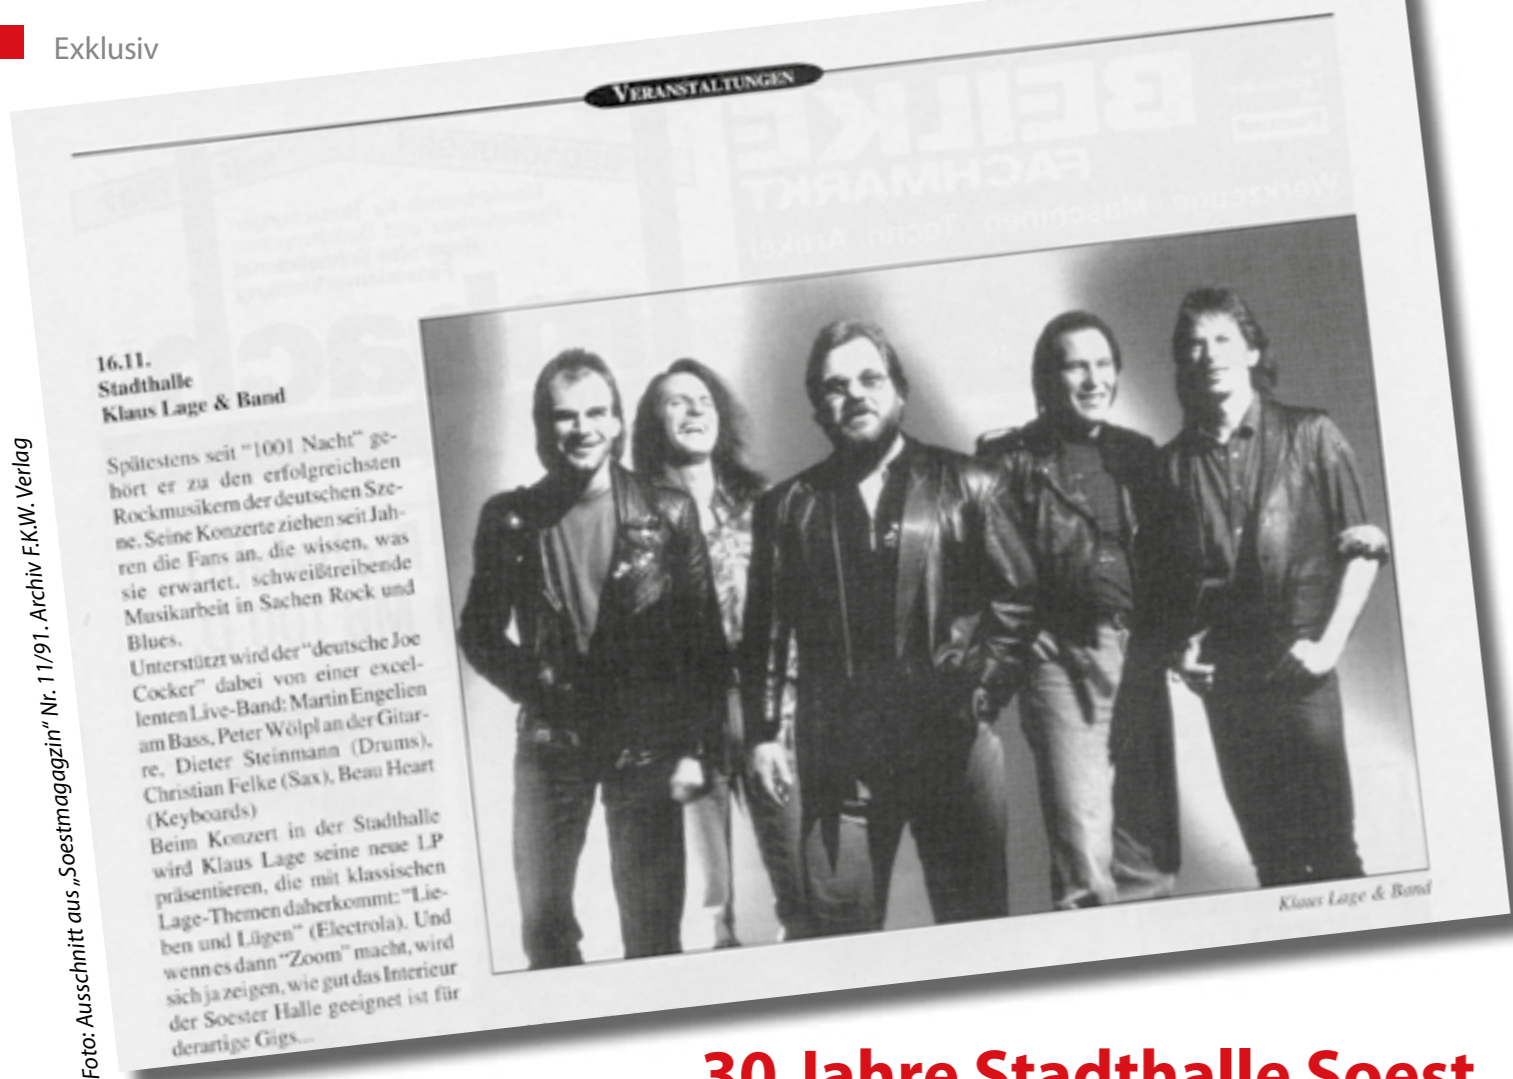 Exklusiv
VERANSTALTUNGEN
BEILKE
FACHMARKT
Werkzeuge Maschinen Techn. Artikel
16.11.
Stadthalle
Klaus Lage & Band
Spätestens seit "1001 Nacht" ge-
hört er zu den erfolgreichsten
Rockmusikern der deutschen Sze-
ne. Seine Konzerte ziehen seit Jah-
ren die Fans an, die wissen, was
sie erwartet. schweißtreibende
Musikarbeit in Sachen Rock und
Blues.
Unterstützt wird der "deutsche Joe
Cocker" dabei von einer excel-
lenten Live-Band: Martin Engelien
am Bass, Peter Wölpl an der Gitar-
re, Dieter Steinmann (Drums),
Christian Felke (Sax), Beau Heart
(Keyboards)
Beim Konzert in der Stadthalle
wird Klaus Lage seine neue LP
präsentieren, die mit klassischen
Lage-Themen daherkommt: "Lie-
ben und Lügen" (Electrola). Und
wenn es dann "Zoom" macht, wird
sich ja zeigen, wie gut das Interieur
der Soester Halle geeignet ist für
derartige Gigs...
Klaus Lage & Band
Foto: Ausschnitt aus „Soestmagagzin“ Nr. 11/91. Archiv F.K.W. Verlag
30 Jahre Stadthalle Soest